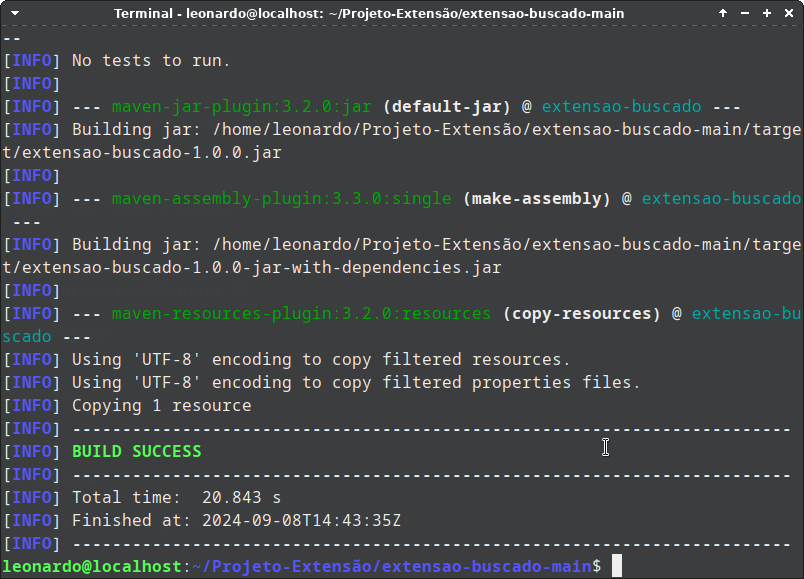 Terminal - leonardo@localhost: ~/Projeto-Extensão/extensao-buscado-main
--
[INFO] No tests to run.
[INFO]
[INFO] --- maven-jar-plugin:3.2.0:jar (default-jar) @ extensao-buscado ---
[INFO] Building jar: /home/leonardo/Projeto-Extensão/extensao-buscado-main/targe
t/extensao-buscado-1.0.0.jar
[INFO]
[INFO] --- maven-assembly-plugin:3.3.0:single (make-assembly) @ extensao-buscado
---
[INFO] Building jar: /home/leonardo/Projeto-Extensão/extensao-buscado-main/targe
t/extensao-buscado-1.0.0-jar-with-dependencies.jar
[INFO]
[INFO] --- maven-resources-plugin:3.2.0:resources (copy-resources) @ extensao-bu
scado ---
[INFO] Using 'UTF-8' encoding to copy filtered resources.
[INFO] Using 'UTF-8' encoding to copy filtered properties files.
[INFO] Copying 1 resource
[INFO] ------------------------------------------------------------------------
[INFO] BUILD SUCCESS
[INFO] ------------------------------------------------------------------------
[INFO] Total time:  20.843 s
[INFO] Finished at: 2024-09-08T14:43:35Z
[INFO] ------------------------------------------------------------------------
leonardo@localhost:~/Projeto-Extensão/extensao-buscado-main$